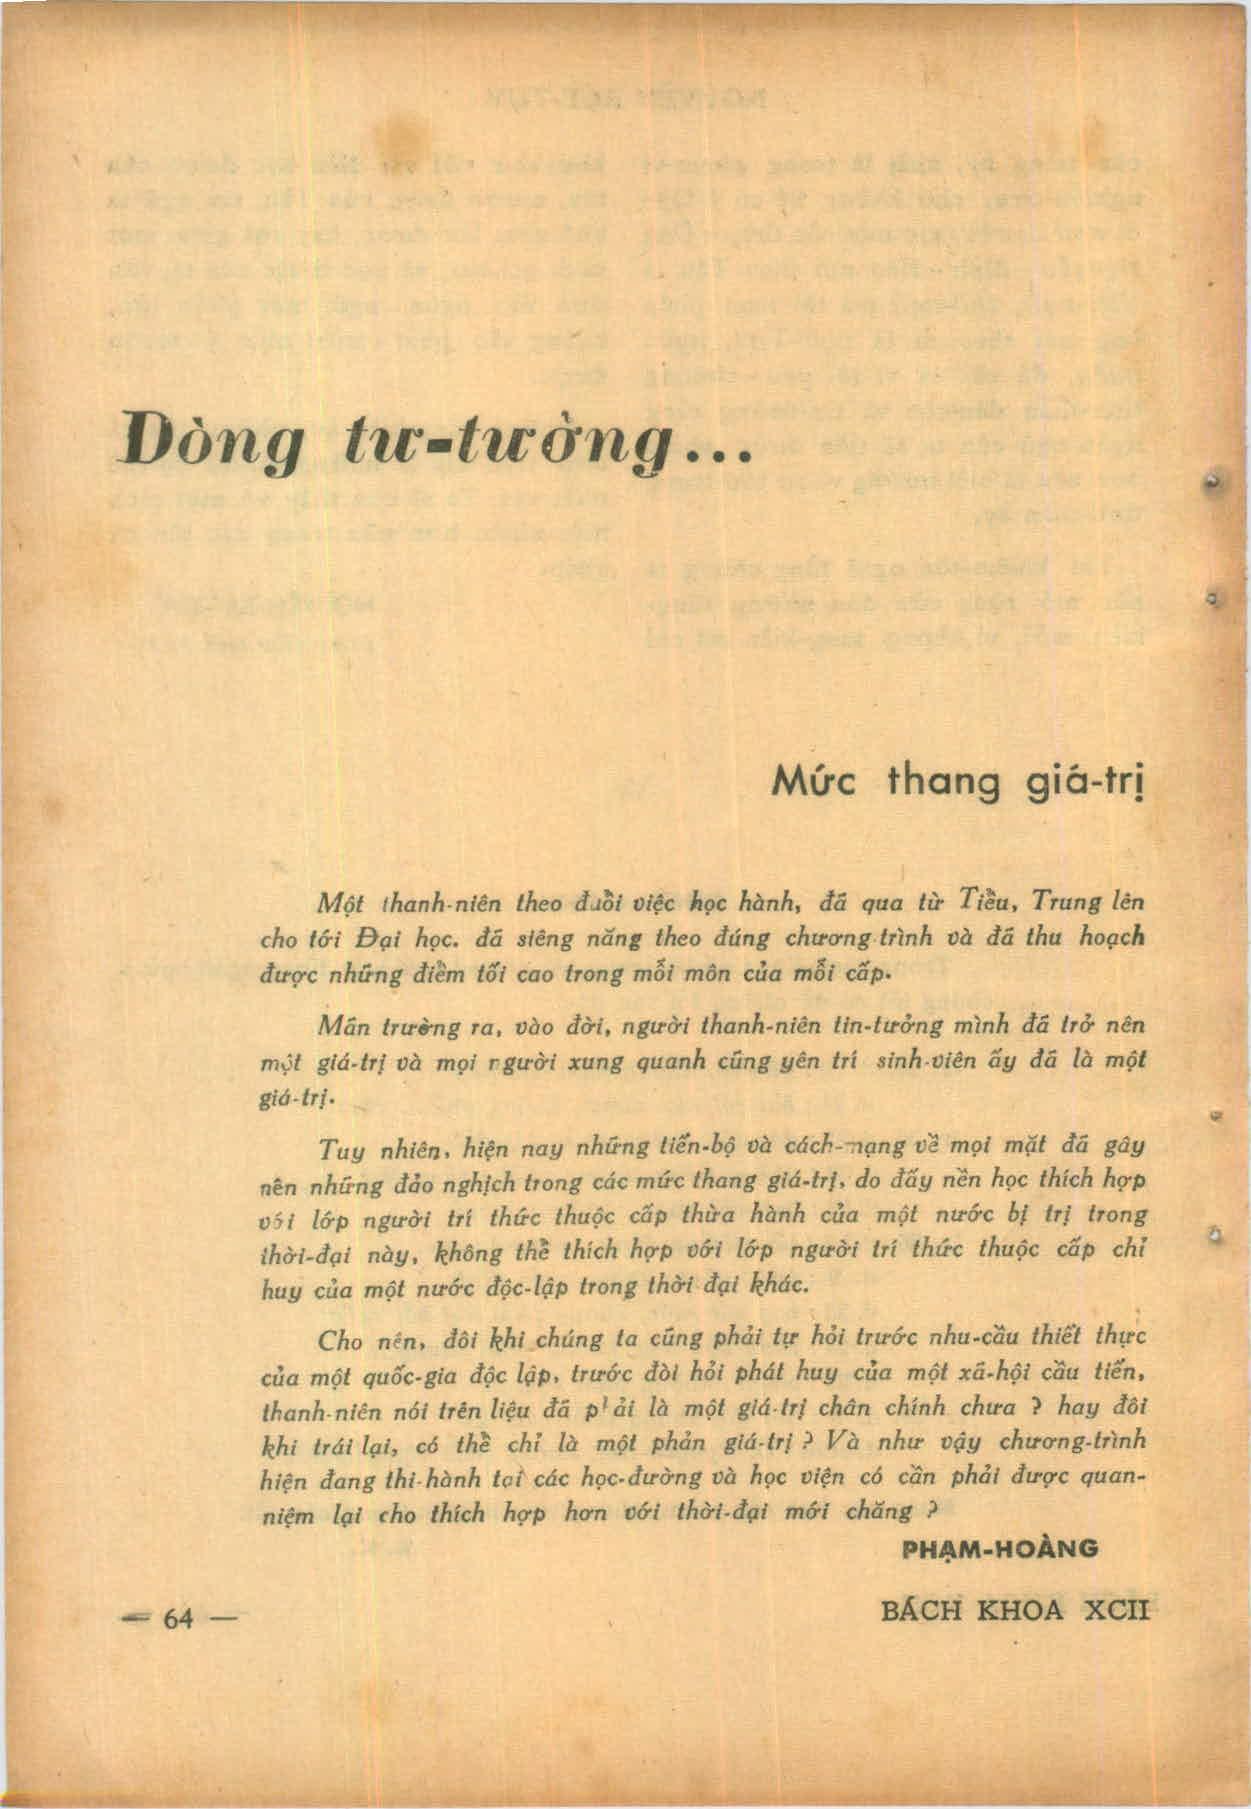 Dòng tư-tưởng...
Mức thang giá-trị
Một thanh-niên theo đuổi việc học hành, đã qua từ Tiểu, Trung lên
cho tới Đại học. đã siêng năng theo đúng chương-trình và đã thu hoạch
được những điểm tối cao trong mỗi môn của mỗi cấp.
Mãn trường ra, vào đời, người thanh-niên tin-tưởng mình đã trở nên
một giá-trị và mọi người xung quanh cũng yên trí sinh-viên ấy đã là một
giá-trị.
Tuy nhiên, hiện nay những tiến-bộ và cách-mạng về mọi mặt đã gây
nên những đảo nghịch trong các mức thang giá-trị, do đấy nền học thích hợp
với lớp người trí thức thuộc cấp thừa hành của một nước bị trị trong
thời-đại này, không thể thích hợp với lớp người trí thức thuộc cấp chỉ
huy của một nước độc-lập trong thời đại khác.
Cho nên, đôi khi chúng ta cũng phải tự hỏi trước nhu-cầu thiết thực
của một quốc-gia độc lập, trước đòi hỏi phát huy của một xã-hội cầu tiến,
thanh-niên nói trên liệu đã phải là một giá-trị chân chính chưa ? hay đôi
khi trái lại, có thể chỉ là một phản giá-trị ? Và như vậy chương-trình
hiện đang thi-hành tại các học-đường và học viện có cần phải được quan-
niệm lại cho thích hợp hơn với thời-đại mới chăng ?
PHẠM-HOÀNG
— 64 —
BÁCH KHOA XCII